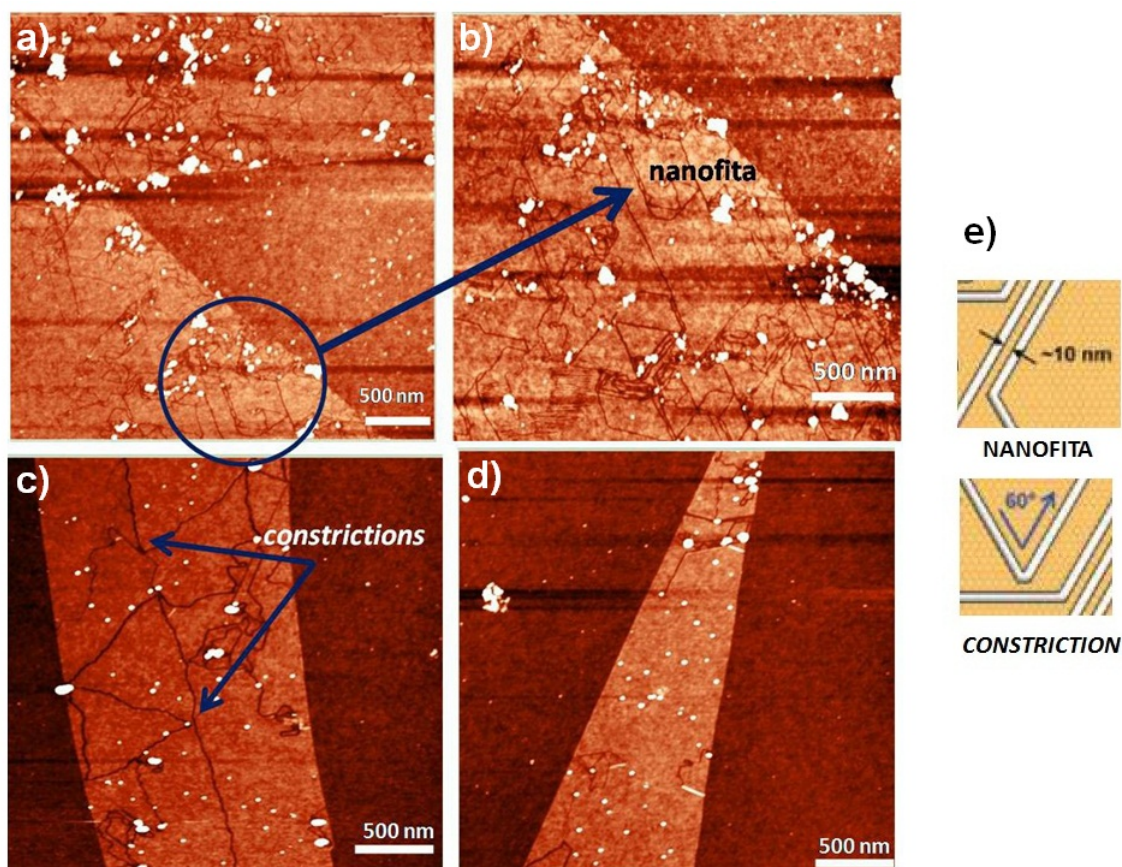 a)
b)
nanofita
500 nm
500 nm
c)
constrictions
500 nm
d)
500 nm
e)
~10 nm
NANOFITA
60°
CONSTRICTION